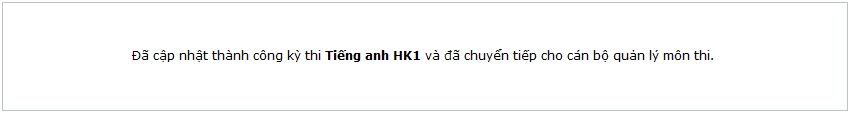 Đã cập nhật thành công kỳ thi Tiếng anh HK1 và đã chuyển tiếp cho cán bộ quản lý môn thi.